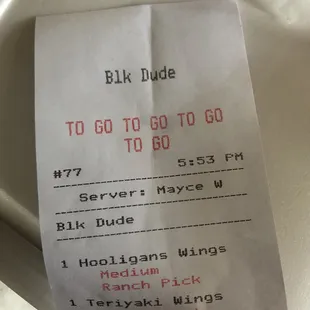 Blk Dude
TO GO TO GO TO GO
TO GO
#77 5:53 PM
Server: Mayce W
Blk Dude
1 Hooligans Wings
Medium
Ranch Pick
1 Teriyaki Wings